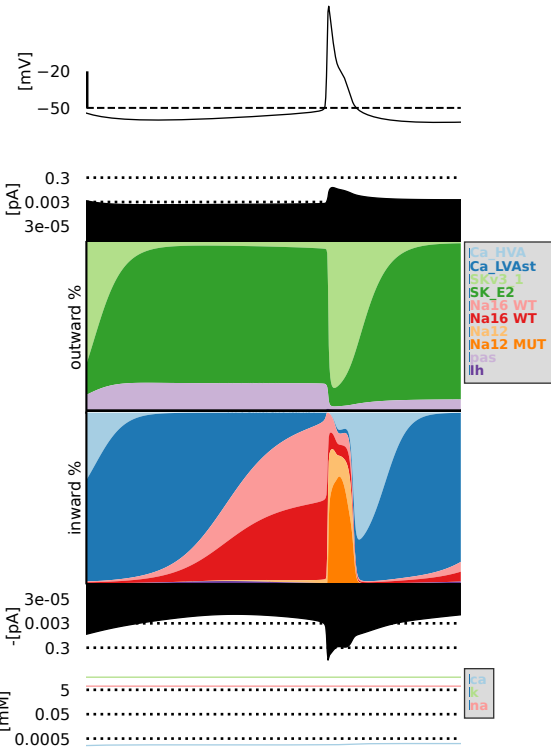 [mV]
−20
−50
[pA]
0.3
0.003
3e-05
outward %
Ca_HVA
Ca_LVAst
SKv3_1
SK_E2
Na16 WT
Na16 WT
Na12
Na12 MUT
pas
Ih
inward %
-[pA]
3e-05
0.003
0.3
[mM]
5
0.05
0.0005
ca
k
na